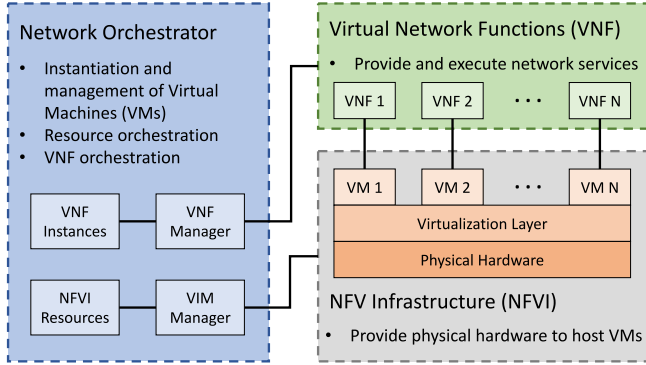 Network Orchestrator
• Instantiation and
management of Virtual
Machines (VMs)
• Resource orchestration
• VNF orchestration
VNF
Instances
VNF
Manager
NFVI
Resources
VIM
Manager
Virtual Network Functions (VNF)
• Provide and execute network services
VNF 1
VNF 2
• • •
VNF N
VM 1
VM 2
• • •
VM N
Virtualization Layer
Physical Hardware
NFV Infrastructure (NFVI)
• Provide physical hardware to host VMs